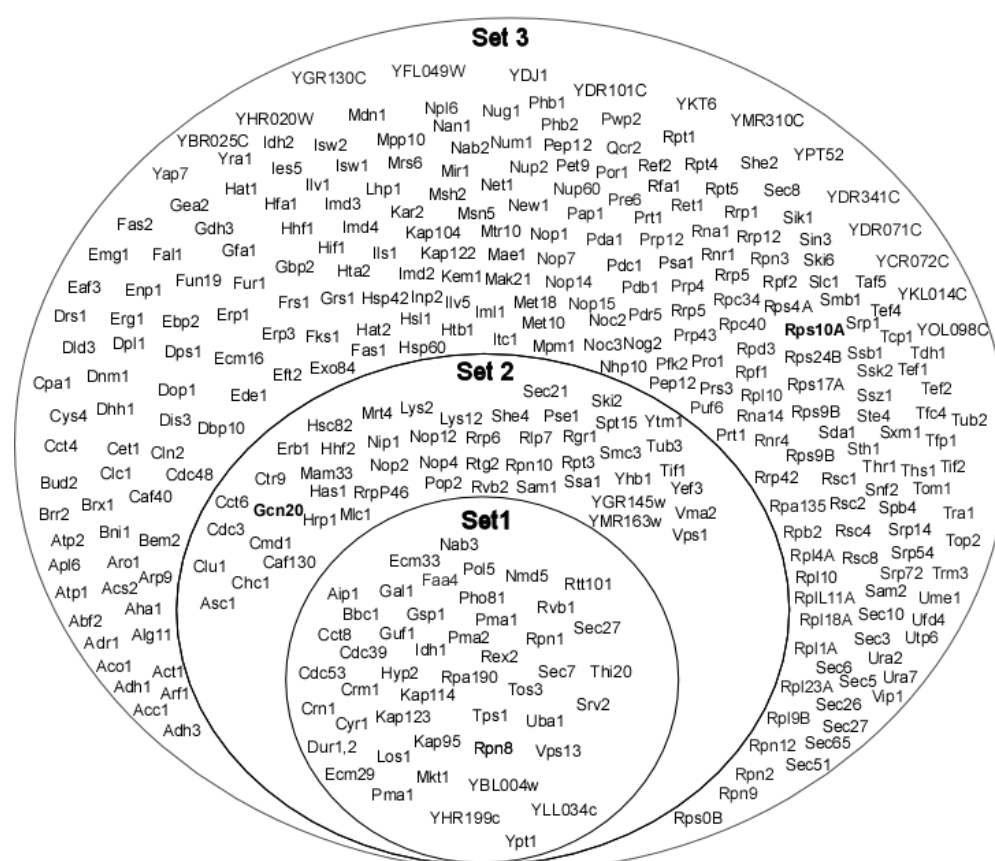 Set 3
YGR130C YFL049W YDJ1
YDR101C
YHR020W Mdn1 Npl6 Nug1 Phb1 Pwp2 YKT6
YMR310C
YBR025C Idh2 Isw2 Mpp10 Nan1 Nab2 Num1 Phb2 Pep12 Qcr2 Rpt1
YPT52
Yap7 Yra1 Ies5 Isw1 Mrs6 Mir1 Nup2 Pet9 Por1 Ref2 Rpt4 She2
Hat1 Ilv1 Lhp1 Msh2 Net1 Nup60 Pre6 Rfa1 Rpt5 Sec8 YDR341C
Gea2 Hfa1 Imd3 Kar2 Msn5 New1 Pap1 Prt1 Ret1 Rrp1 Sik1
Fas2 Gdh3 Hhf1 Imd4 Kap104 Mtr10 Nop1 Pda1 Prp12 Rna1 Rrp12 Sin3 YDR071C
Emg1 Fal1 Gfa1 Hif1 Ils1 Kap122 Mae1 Nop7 Pdc1 Psa1 Rnr1 Rpn3 Ski6 YCR072C
Eaf3 Enp1 Fun19 Fur1 Gbp2 Hta2 Imd2 Kem1 Mak21 Nop14 Pdb1 Prp4 Rrp5 Rpf2 Slc1 Taf5 YKL014C
Drs1 Erg1 Ebp2 Erp1 Frs1 Grs1 Hsp42 Inp2 Ilv5 Iml1 Met18 Nop15 Pdr5 Rrp5 Rpc34 Rps4A Smb1 Tef4
Dld3 Dpl1 Dps1 Erp3 Fks1 Hat2 Hsl1 Htb1 Itc1 Met10 Noc2 Prp43 Rpc40 Rps10A Srp1 Tcp1 YOL098C
Ecm16 Fas1 Hsp60 Mpm1 Noc3 Nog2 Rpd3 Rps24B Ssb1 Tdh1
Cpa1 Dnm1 Dop1 Eft2 Exo84 Nhp10 Pfk2 Pro1 Rpf1 Ssk2 Tef1
Ede1 Pep12 Prs3 Rpl10 Rps17A Ssz1 Tef2
Cys4 Dhh1 Dis3 Dbp10 Puf6 Rna14 Rps9B Ste4 Tfc4 Tub2
Cct4 Cet1 Cln2 Prt1 Rnr4 Rps9B Sda1 Sxm1 Tfp1
Bud2 Clc1 Cdc48 Rrp42 Rsc1 Sth1 Thr1 Ths1 Tif2
Brr2 Brx1 Caf40 Rpa135 Rsc2 Snf2 Spb4 Tom1 Tra1
Atp2 Bni1 Bem2 Rpb2 Rsc4 Srp14 Top2
Apl6 Aro1 Rpl4A Rsc8 Srp54
Atp1 Acs2 Arp9 Rpl10 Srp72 Trm3
Abf2 Aha1 RplL11A Sam2 Ume1
Adr1 Alg11 Rpl18A Sec10 Ufd4
Aco1 Act1 Rpl1A Sec3 Utp6
Adh1 Arf1 Sec6 Sec5 Ura2 Ura7
Acc1 Rpl23A Sec26 Vip1
Adh3 Rpl9B Sec27
Rpn12 Sec65
Rpn2 Sec51
Rpn9
Rps0B
Set 2
Sec21
Hsc82 Mrt4 Lys2 Lys12 She4 Pse1 Ski2 Spt15 Ytm1
Erb1 Hhf2 Nip1 Nop12 Rrp6 Rlp7 Rgr1 Smc3 Tub3
Ctr9 Mam33 Nop2 Nop4 Rtg2 Rpn10 Rpt3 Yhb1 Tif1
Cct6 Has1 RrpP46 Pop2 Rvb2 Sam1 Ssa1 Yef3
Gcn20 Hrp1 Mlc1 YGR145w Vma2
Cdc3 YMR163w Vps1
Cmd1
Clu1 Caf130
Chc1
Asc1
Set1
Nab3
Ecm33 Pol5
Aip1 Gal1 Faa4 Nmd5 Rtt101
Bbc1 Gsp1 Pho81 Rvb1
Cct8 Guf1 Pma1 Sec27
Cdc39 Idh1 Pma2 Rpn1
Cdc53 Hyp2 Rex2 Sec7 Thi20
Crm1 Kap114 Rpa190 Tos3
Crn1 Srv2
Cyr1 Kap123 Tps1 Uba1
Dur1,2 Los1 Kap95 Rpn8 Vps13
Ecm29 Mkt1 YBL004w
Pma1
YHR199c YLL034c
Ypt1